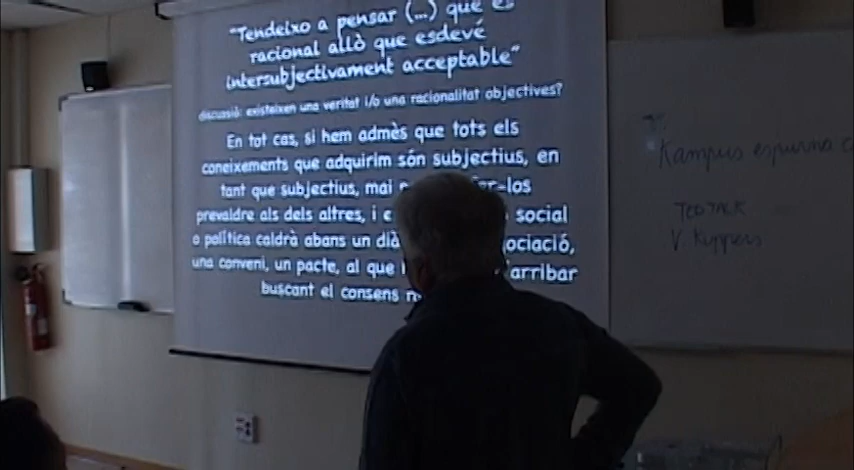 "Tendeixo a pensar (...) que és
racional allò que esdevé
intersubjectivament acceptable"
discussió: existeixen una veritat i/o una racionalitat objectives?
En tot cas, si hem admès que tots els
coneixements que adquirim són subjectius, en
tant que subjectius, mai
prevaldre als dels altres, i social
o política caldrà abans un
una conveni, un pacte, al que arribar
buscant el consens
Kampus espurna
TED TALK
V. Kuppers